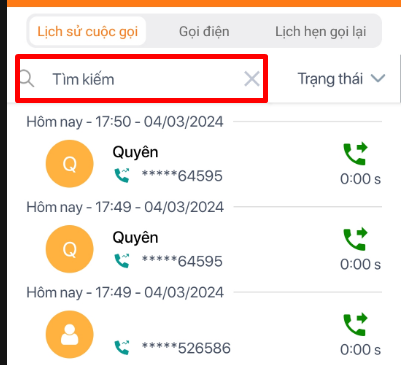 Lịch sử cuộc gọi Gọi điện Lịch hẹn gọi lại
Tìm kiếm Trạng thái
Hôm nay - 17:50 - 04/03/2024
Q Quyên
*****64595 0:00 s
Hôm nay - 17:49 - 04/03/2024
Q Quyên
*****64595 0:00 s
Hôm nay - 17:49 - 04/03/2024
*****526586 0:00 s